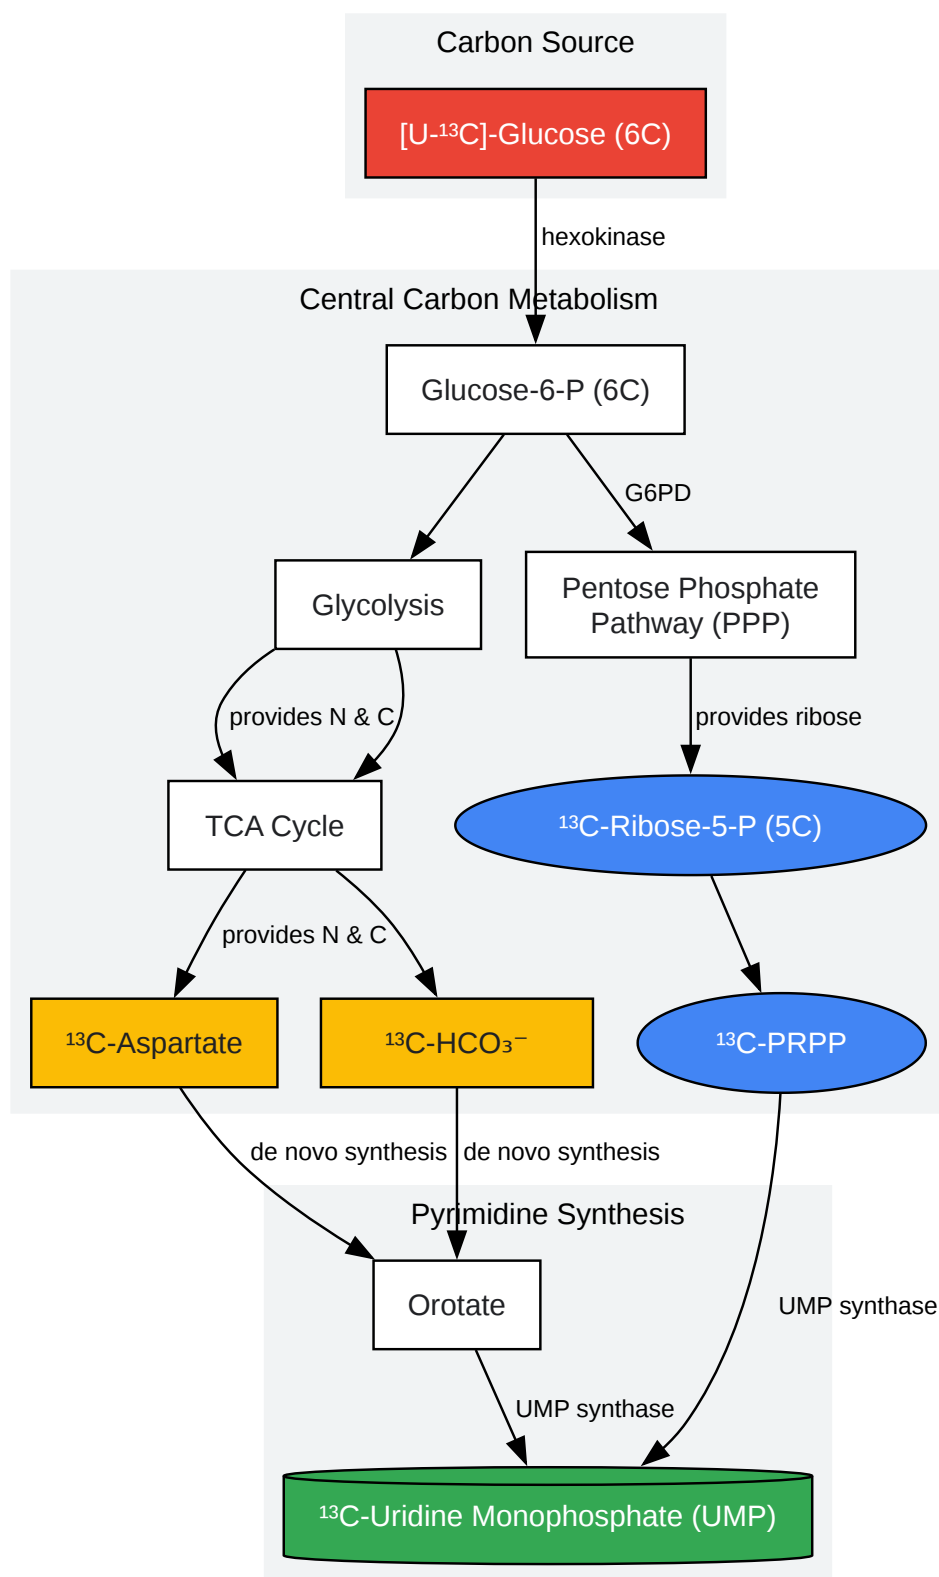 Carbon Source
[U-¹³C]-Glucose (6C)
hexokinase
Central Carbon Metabolism
Glucose-6-P (6C)
G6PD
Glycolysis
Pentose Phosphate
Pathway (PPP)
provides N & C
provides ribose
TCA Cycle
¹³C-Ribose-5-P (5C)
provides N & C
¹³C-Aspartate
¹³C-HCO₃⁻
¹³C-PRPP
de novo synthesis
de novo synthesis
Pyrimidine Synthesis
Orotate
UMP synthase
UMP synthase
¹³C-Uridine Monophosphate (UMP)